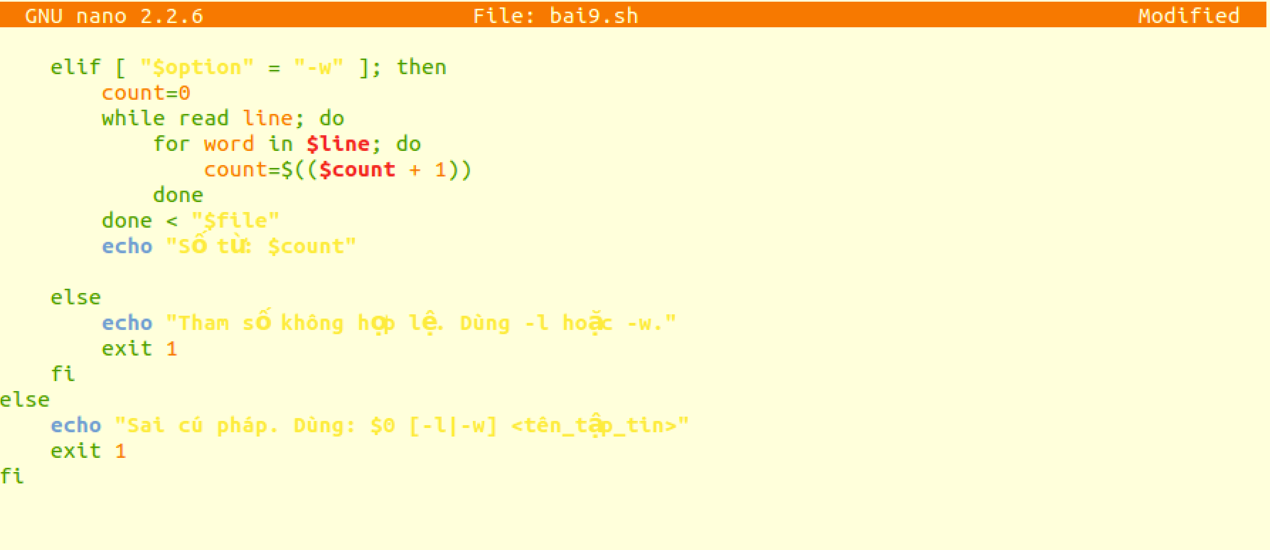 GNU nano 2.2.6 File: bai9.sh Modified
elif [ "$option" = "-w" ]; then
count=0
while read line; do
for word in $line; do
count=$(($count + 1))
done
done < "$file"
echo "Số từ: $count"
else
echo "Tham số không hợp lệ. Dùng -l hoặc -w."
exit 1
fi
else
echo "Sai cú pháp. Dùng: $0 [-l|-w] <tên_tập_tin>"
exit 1
fi